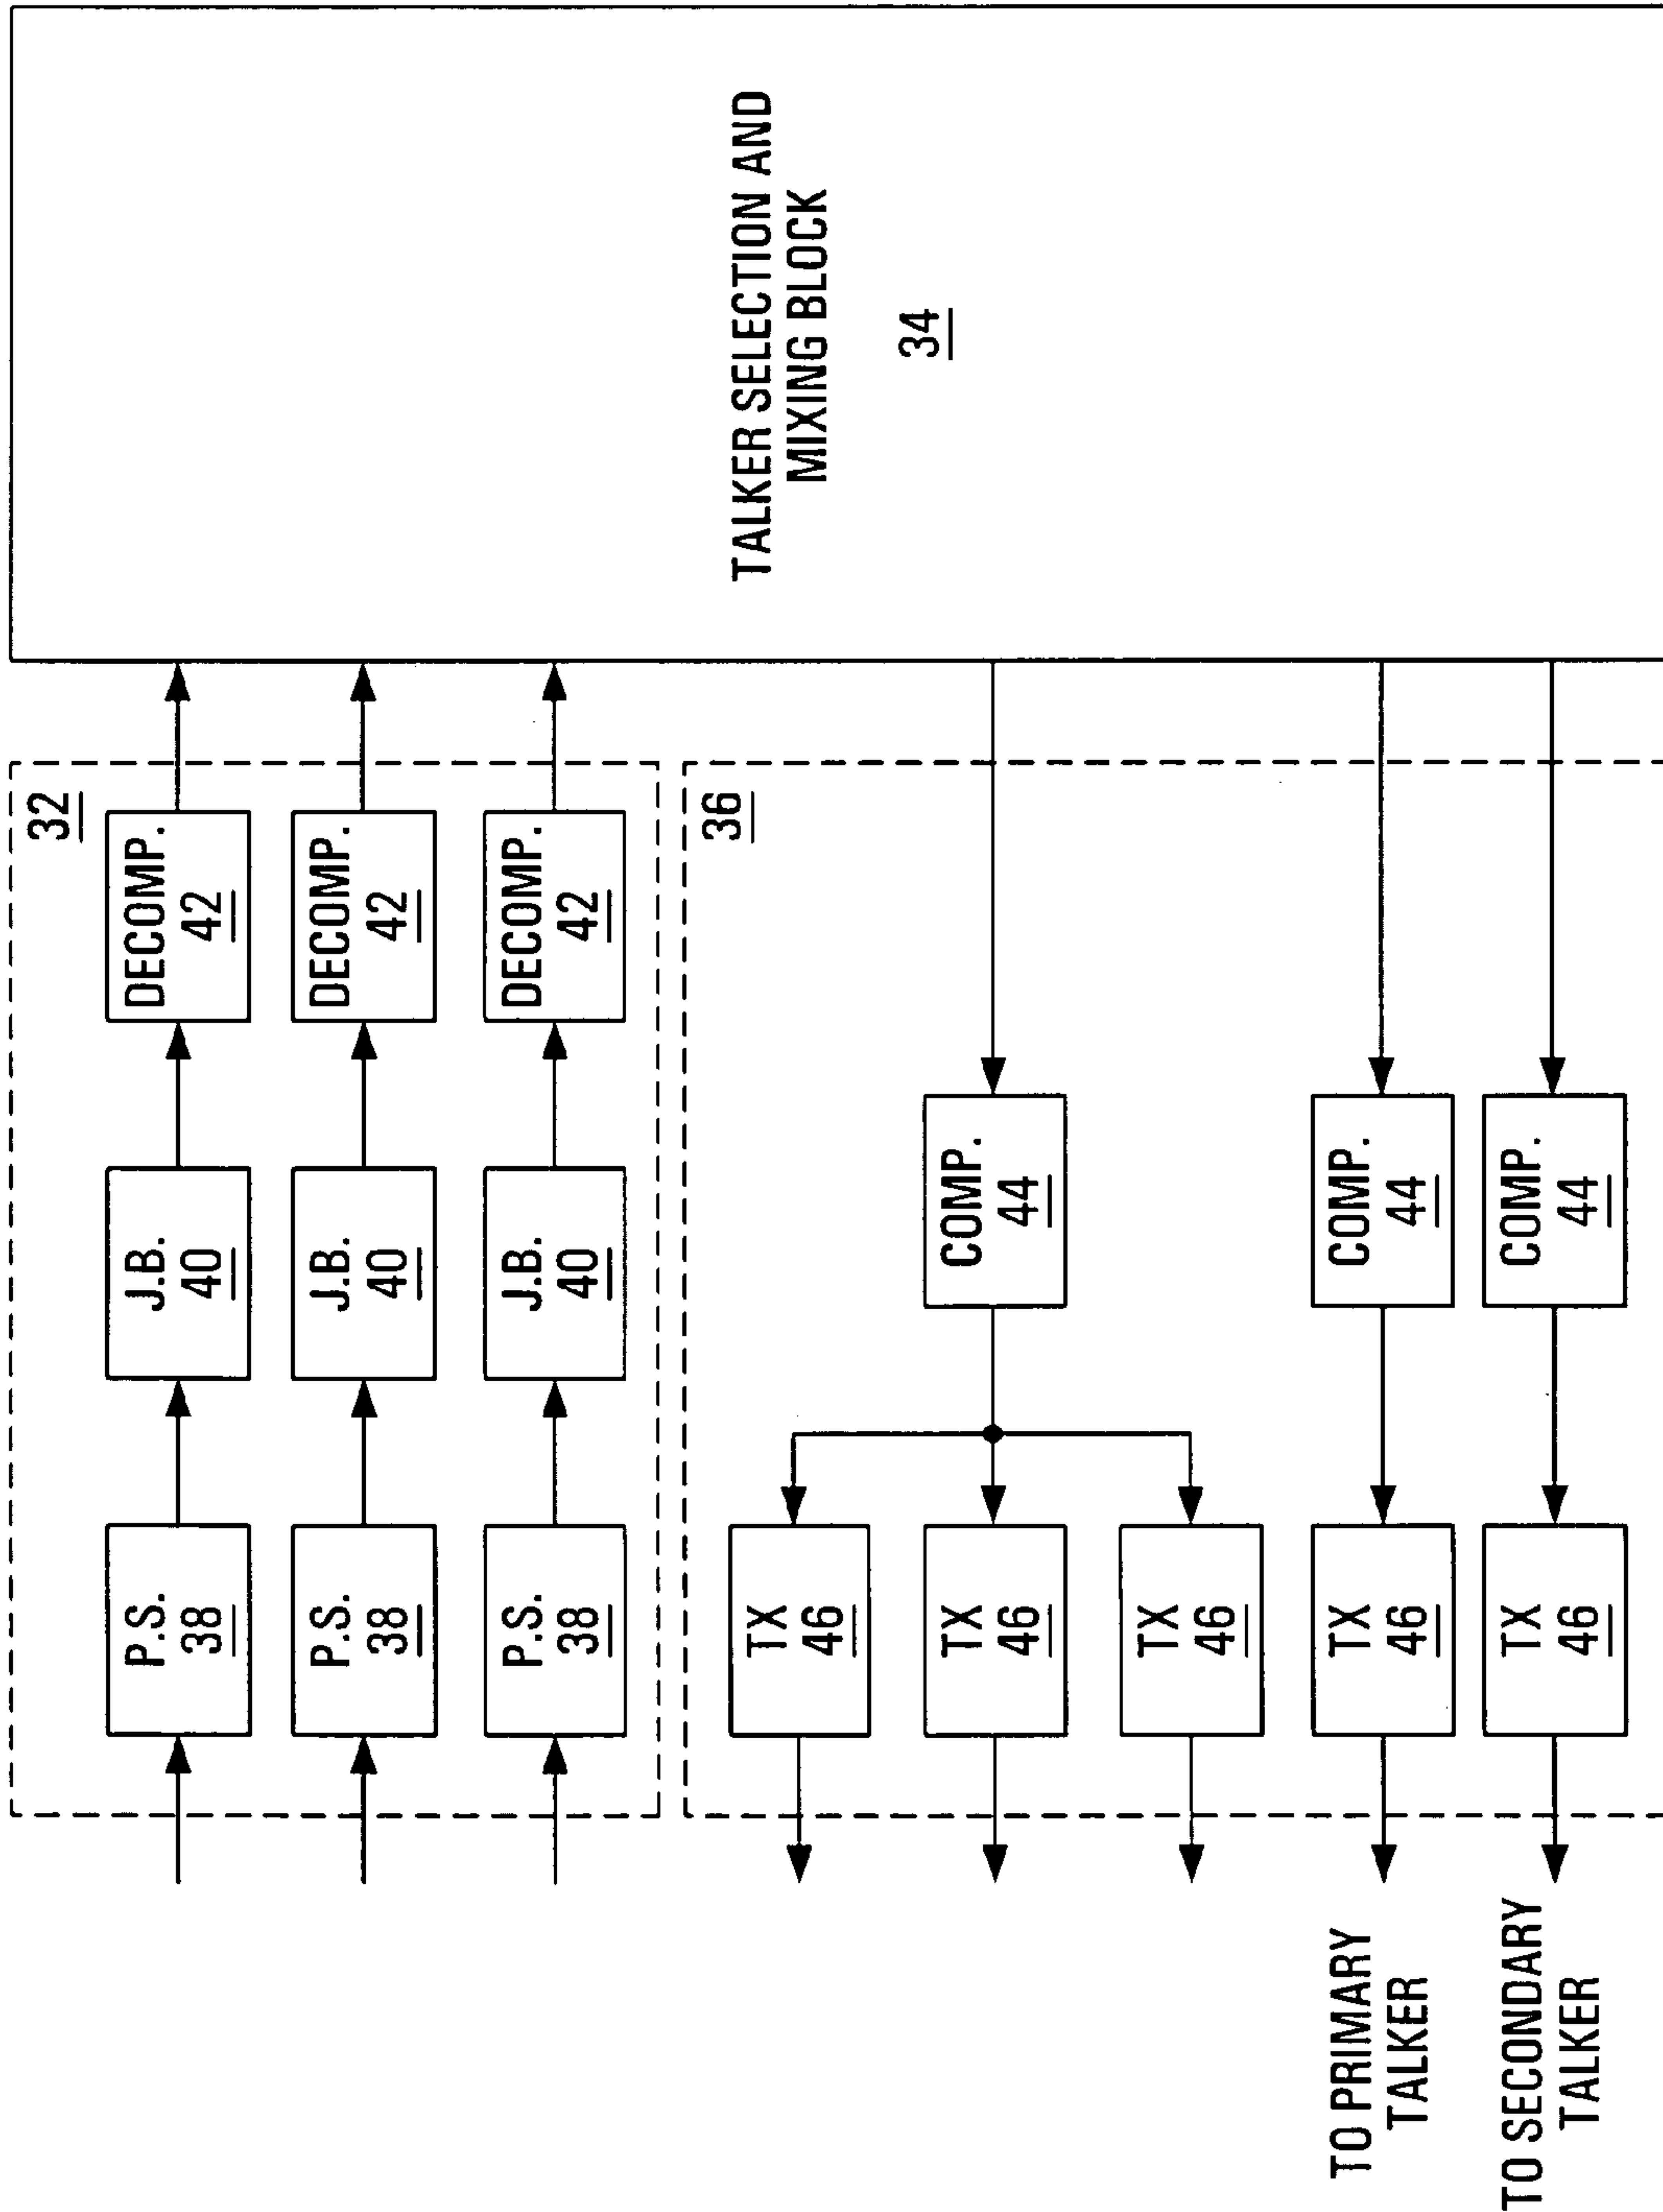 32
P.S.
38
J.B.
40
DECOMP.
42
P.S.
38
J.B.
40
DECOMP.
42
P.S.
38
J.B.
40
DECOMP.
42
TALKER SELECTION AND
MIXING BLOCK
34
36
TX
46
TX
46
COMP.
44
TX
46
TO PRIMARY
TALKER
TX
46
COMP.
44
TO SECONDARY
TALKER
TX
46
COMP.
44